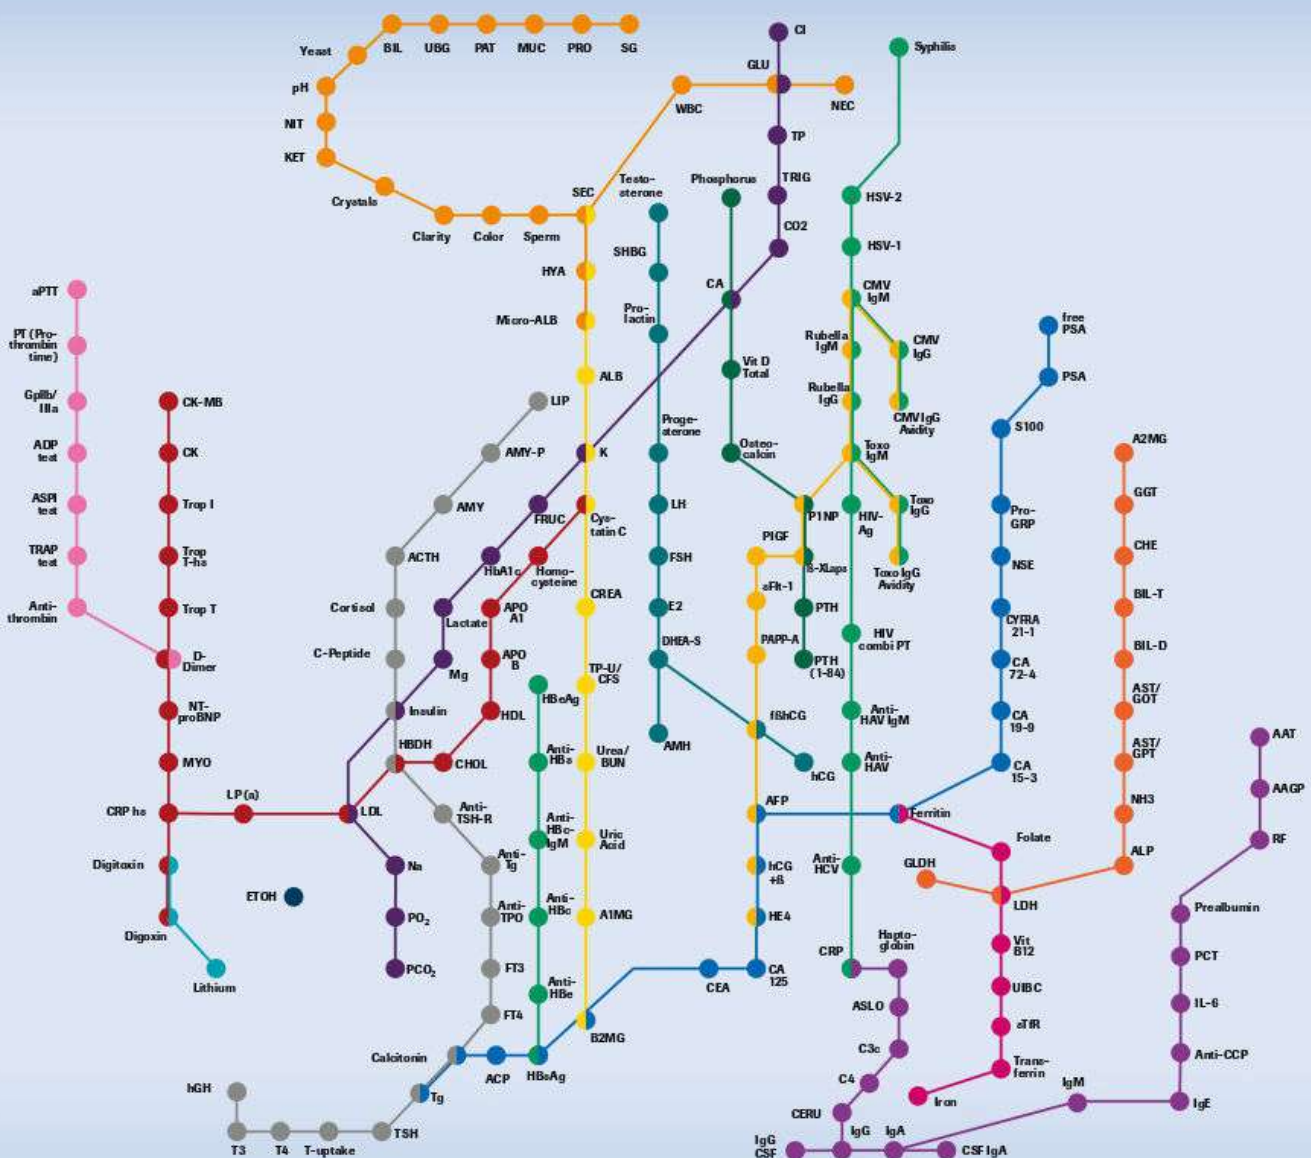 BIL UBG PAT MUC PRO SG
Yeast
pH
NIT
KET
Crystals
Clarity Color Sperm
SEC
WBC
GLU
NEC
CI
TP
TRIG
CO2
CA
Syphilis
HSV-2
HSV-1
CMV
IgM
Rubella
IgM
Rubella
IgG
CMV
IgG
CMV IgG
Avidity
Toxo
IgM
Toxo
IgG
Toxo IgG
Avidity
HIV-
Ag
HIV
combi PT
Anti-
HAV IgM
Anti-
HAV
Anti-
HCV
CRP
Testo-
sterone
SHBG
Pro-
lactin
Proge-
sterone
LH
FSH
E2
DHEA-S
AMH
fßhCG
hCG
Phosphorus
Vit D
Total
Osteo-
calcin
P1NP
ß-XLaps
PTH
PTH
(1-84)
PIGF
sFlt-1
PAPP-A
AFP
hCG
+ß
HE4
CA
125
CEA
HYA
Micro-ALB
ALB
K
Cys-
tatin C
CREA
TP-U/
CFS
Urea/
BUN
Uric
Acid
A1MG
B2MG
aPTT
PT (Pro-
thrombin
time)
GpIIb/
IIIa
ADP
test
ASPI
test
TRAP
test
Anti-
thrombin
D-
Dimer
CK-MB
CK
Trop I
Trop
T-hs
Trop T
NT-
proBNP
MYO
CRP hs
LP (a)
LDL
Digitoxin
Digoxin
Lithium
ETOH
LIP
AMY-P
AMY
ACTH
Cortisol
C-Peptide
Insulin
HBDH
CHOL
HDL
APO
B
APO
A1
Homo-
cysteine
FRUC
HbA1c
Lactate
Mg
Na
PO2
PCO2
Anti-
TSH-R
Anti-
Tg
Anti-
TPO
FT3
FT4
Calcitonin
Tg
TSH
T-uptake
T4
T3
hGH
ACP
HBsAg
HBeAg
Anti-
HBs
Anti-
HBc-
IgM
Anti-
HBc
Anti-
HBe
free
PSA
PSA
S100
Pro-
GRP
NSE
CYFRA
21-1
CA
72-4
CA
19-9
CA
15-3
Ferritin
Folate
LDH
GLDH
Vit
B12
UIBC
sTfR
Trans-
ferrin
Iron
A2MG
GGT
CHE
BIL-T
BIL-D
AST/
GOT
AST/
GPT
NH3
ALP
AAT
AAGP
RF
Prealbumin
PCT
IL-6
Anti-CCP
IgE
IgM
Hapto-
globin
ASLO
C3c
C4
CERU
IgG
IgA
IgG
CSF
CSF IgA